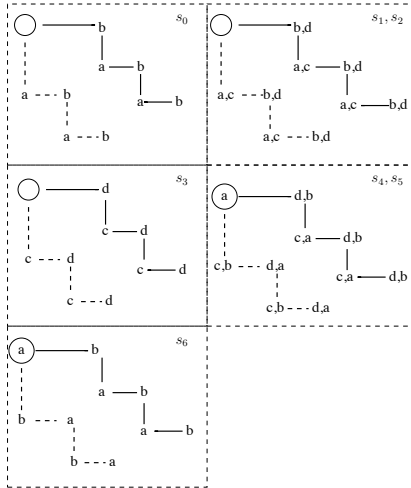 s₀
b
a b
a b
a b
a b
s₁, s₂
b,d
a,c b,d
a,c b,d
a,c b,d
a,c b,d
s₃
d
c d
c d
c d
c d
s₄, s₅
a d,b
c,a d,b
c,b d,a
c,a d,b
c,b d,a
s₆
a b
a b
b a
a b
b a